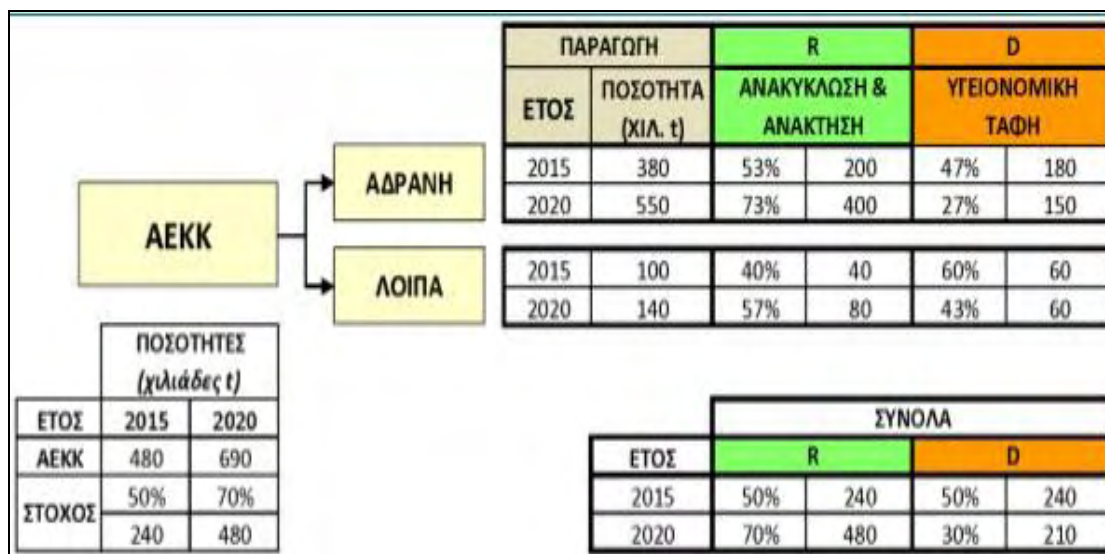 ΠΑΡΑΓΩΓΗ R D
ΕΤΟΣ ΠΟΣΟΤΗΤΑ (ΧΙΛ. t) ΑΝΑΚΥΚΛΩΣΗ & ΑΝΑΚΤΗΣΗ ΥΓΕΙΟΝΟΜΙΚΗ ΤΑΦΗ
ΑΕΚΚ
ΑΔΡΑΝΗ
2015 380 53% 200 47% 180
2020 550 73% 400 27% 150
ΛΟΙΠΑ
2015 100 40% 40 60% 60
2020 140 57% 80 43% 60
ΠΟΣΟΤΗΤΕΣ
(χιλιάδες t)
ΕΤΟΣ 2015 2020
ΑΕΚΚ 480 690
ΣΤΟΧΟΣ 50% 70%
240 480
ΣΥΝΟΛΑ
ΕΤΟΣ R D
2015 50% 240 50% 240
2020 70% 480 30% 210